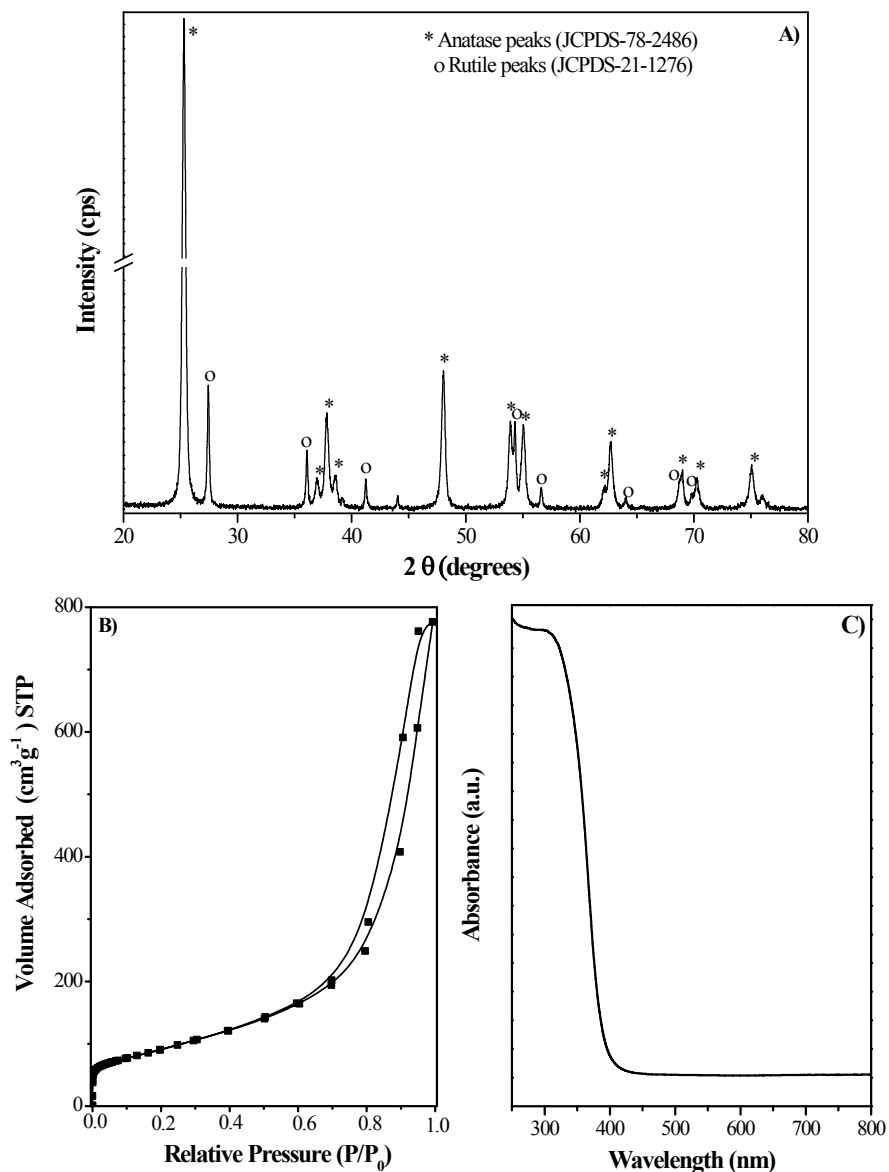 A)
* Anatase peaks (JCPDS-78-2486)
o Rutile peaks (JCPDS-21-1276)
Intensity (cps)
* o o * * * o * * o * o * * o o * o * *
20 30 40 50 60 70 80
2 θ (degrees)
B)
800
600
400
200
0
Volume Adsorbed (cm³g⁻¹) STP
0.0 0.2 0.4 0.6 0.8 1.0
Relative Pressure (P/P₀)
C)
Absorbance (a.u.)
300 400 500 600 700 800
Wavelength (nm)